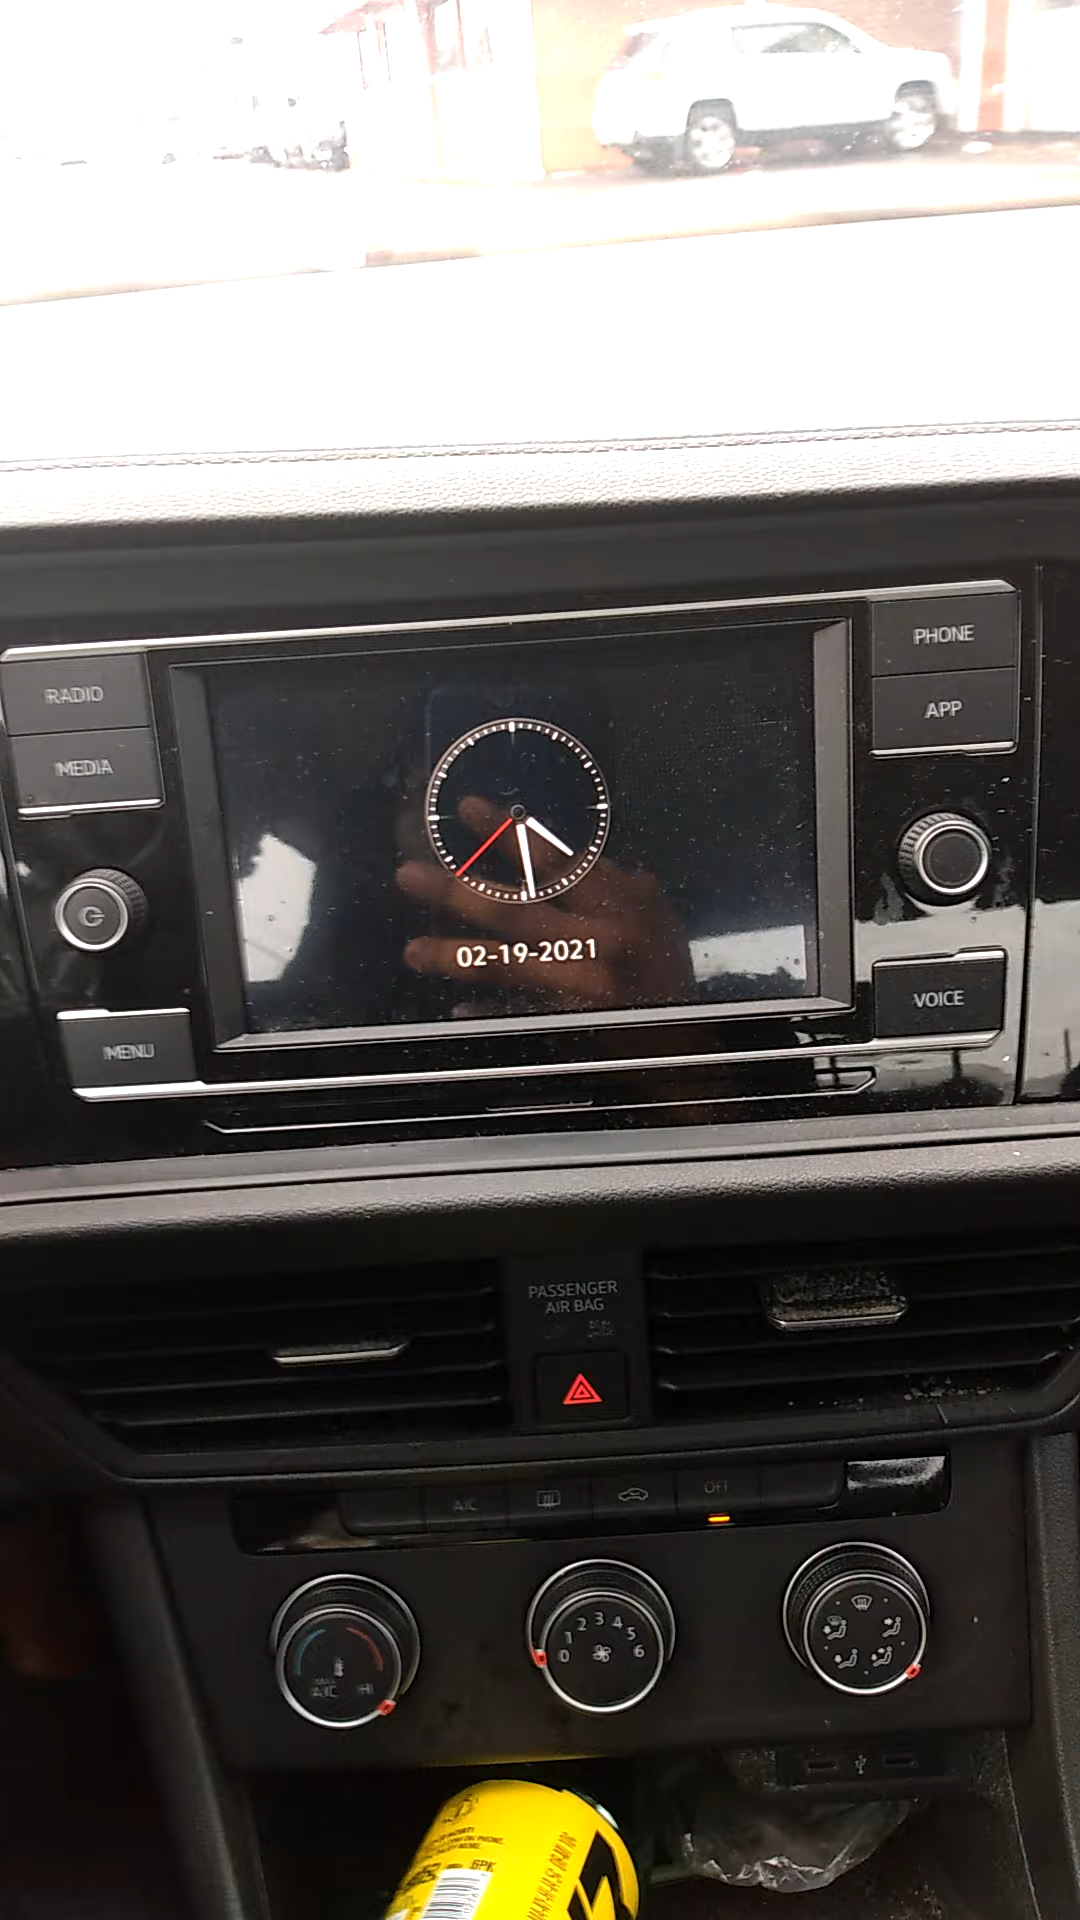 PHONE
RADIO
APP
MEDIA
02-19-2021
VOICE
MENU
PASSENGER
AIR BAG
A/C
OFF
0 1 2 3 4 5 6
A/C
HI
6PK